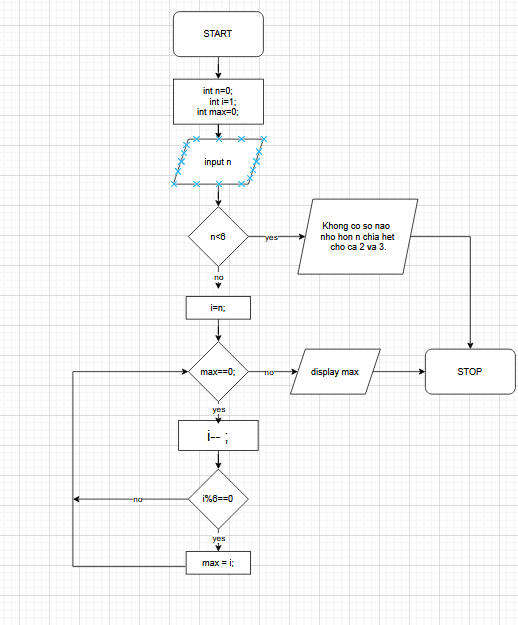 START
int n=0;
int i=1;
int max=0;
input n
n<6
yes
Khong co so nao
nho hon n chia het
cho ca 2 va 3.
no
i=n;
max==0;
no
display max
STOP
yes
i-- ;
i%6==0
no
yes
max = i;